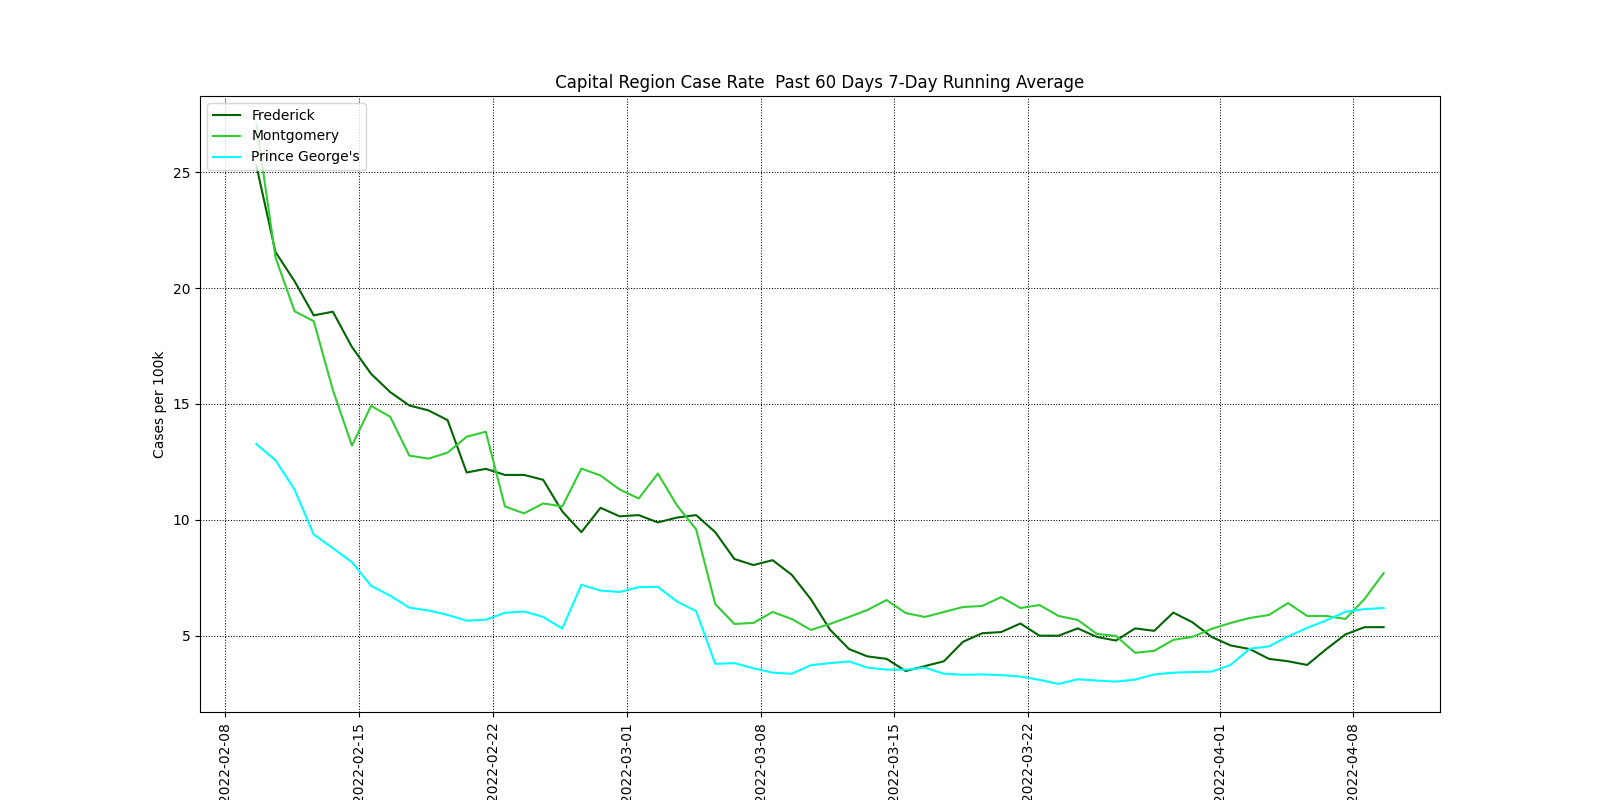 Capital Region Case Rate  Past 60 Days 7-Day Running Average
Frederick
Montgomery
Prince George's
25
20
15
10
5
Cases per 100k
2022-02-08
2022-02-15
2022-02-22
2022-03-01
2022-03-08
2022-03-15
2022-03-22
2022-04-01
2022-04-08